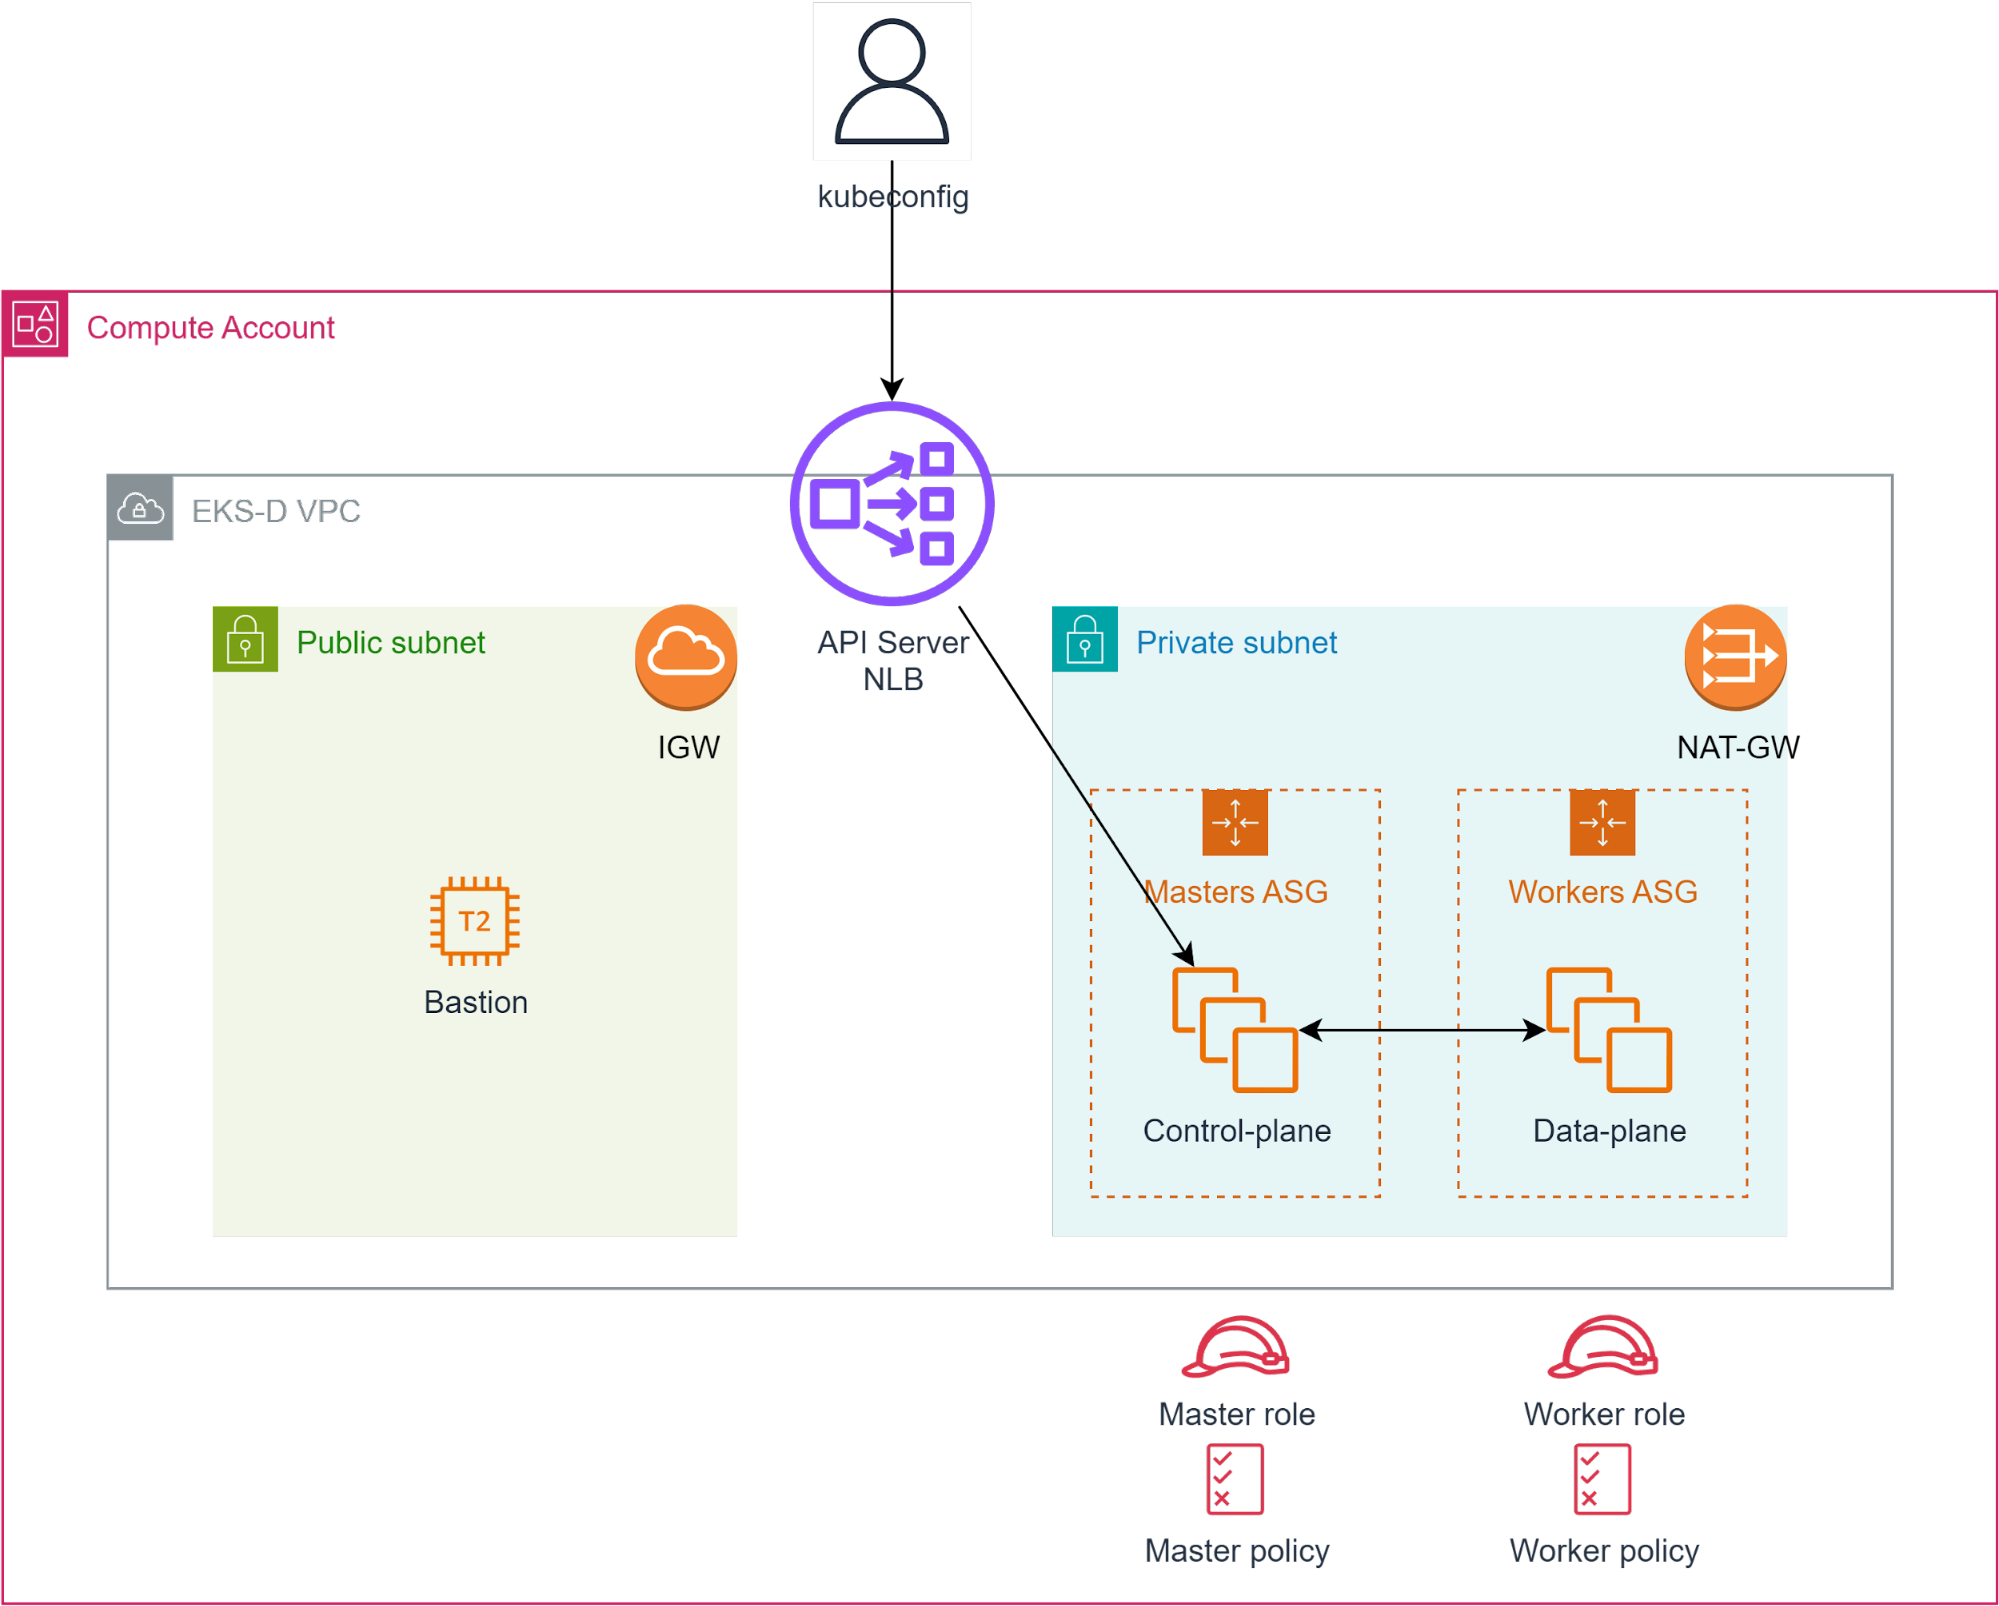 kubeconfig
Compute Account
EKS-D VPC
Public subnet
IGW
API Server
NLB
Private subnet
NAT-GW
Masters ASG
Workers ASG
T2
Bastion
Control-plane
Data-plane
Master role
Worker role
Master policy
Worker policy